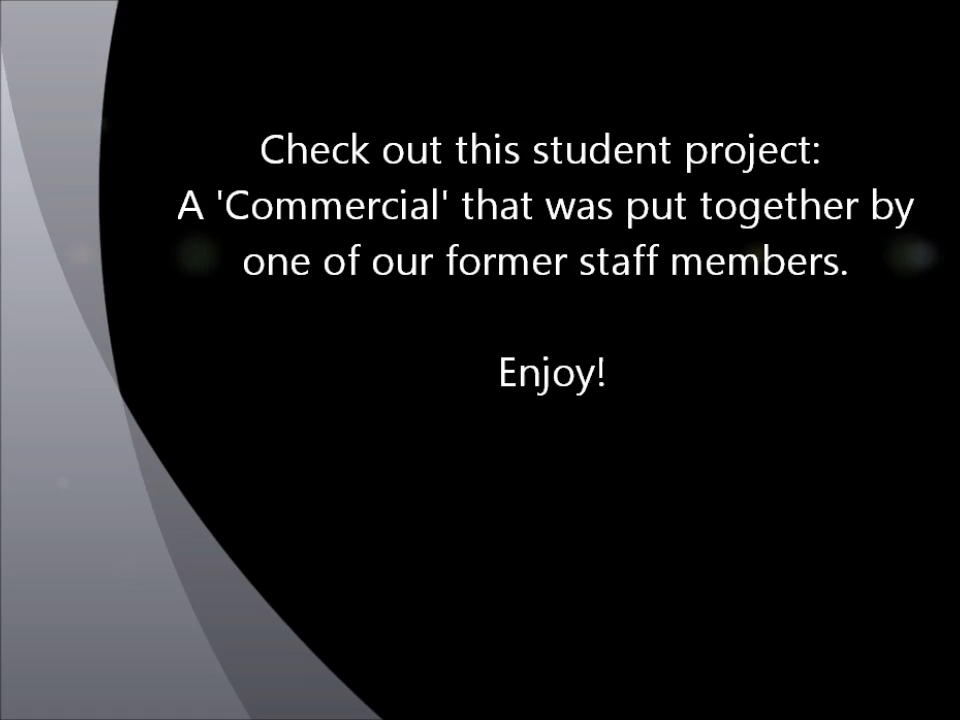 Check out this student project:
A 'Commercial' that was put together by
one of our former staff members.
Enjoy!